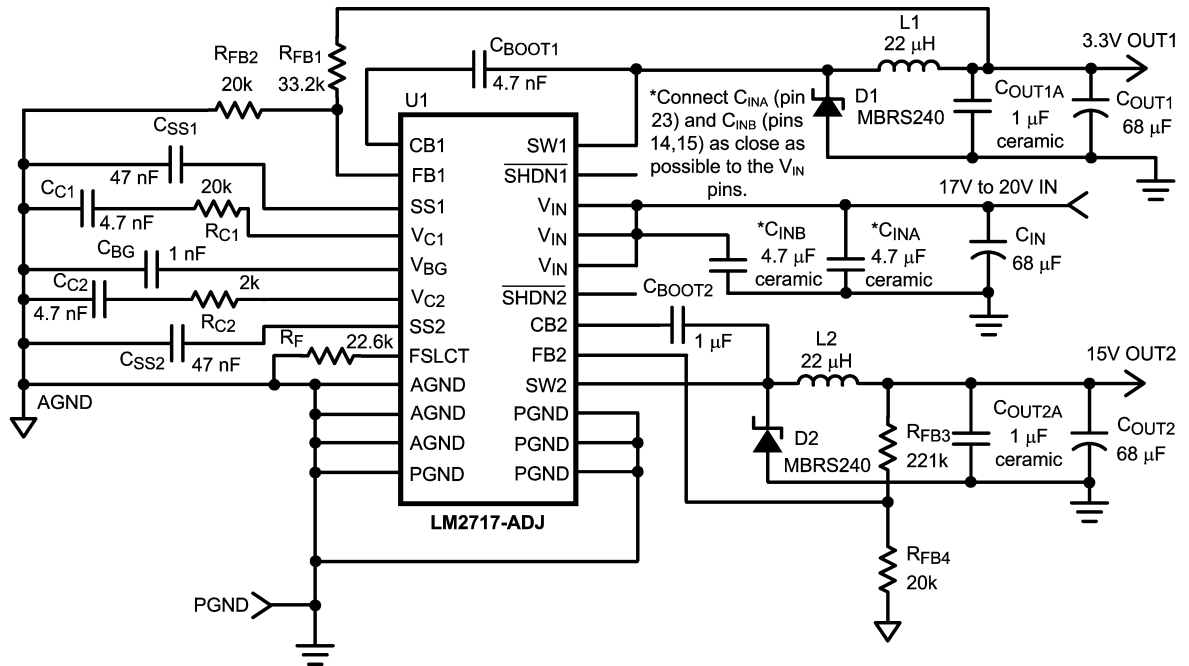 L1
22 μH
3.3V OUT1
RFB2
20k
RFB1
33.2k
CBOOT1
4.7 nF
U1
*Connect CINA (pin
23) and CINB (pins
14,15) as close as
possible to the VIN
pins.
D1
MBRS240
COUT1A
1 μF
ceramic
COUT1
68 μF
CSS1
47 nF
CC1
4.7 nF
20k
RC1
CBG
1 nF
CC2
4.7 nF
2k
RC2
CSS2
47 nF
RF
22.6k
AGND
CB1
FB1
SS1
VC1
VBG
VC2
SS2
FSLCT
AGND
AGND
AGND
PGND
SW1
SHDN1
VIN
VIN
VIN
SHDN2
CB2
FB2
SW2
PGND
PGND
PGND
LM2717-ADJ
17V to 20V IN
*CINB
4.7 μF
ceramic
*CINA
4.7 μF
ceramic
CIN
68 μF
CBOOT2
1 μF
L2
22 μH
15V OUT2
D2
MBRS240
RFB3
221k
COUT2A
1 μF
ceramic
COUT2
68 μF
RFB4
20k
PGND